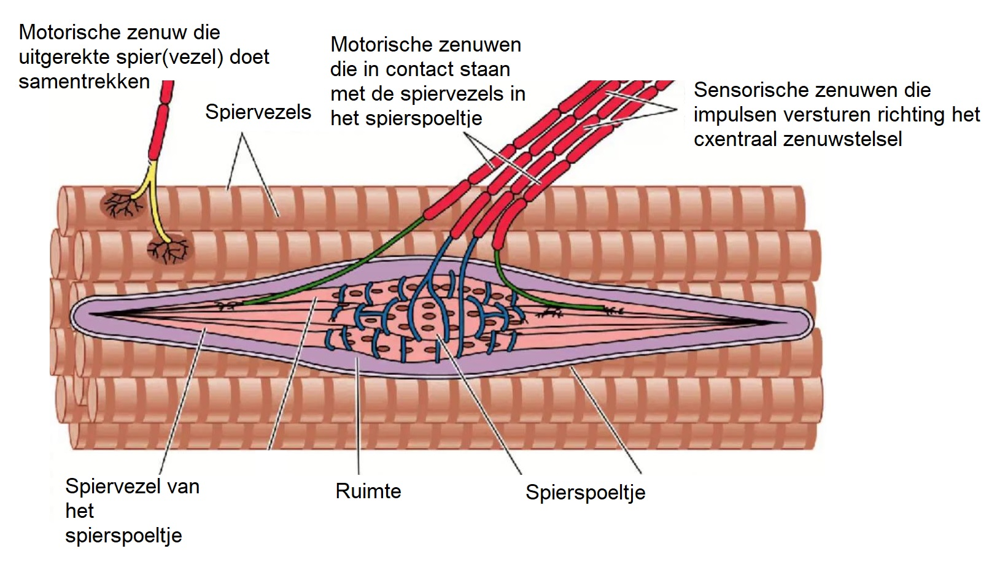 Motorische zenuw die
uitgerekte spier(vezel) doet
samentrekken
Spiervezels
Motorische zenuwen
die in contact staan
met de spiervezels in
het spierspoeltje
Sensorische zenuwen die
impulsen versturen richting het
cxentraal zenuwstelsel
Spiervezel van
het
spierspoeltje
Ruimte
Spierspoeltje